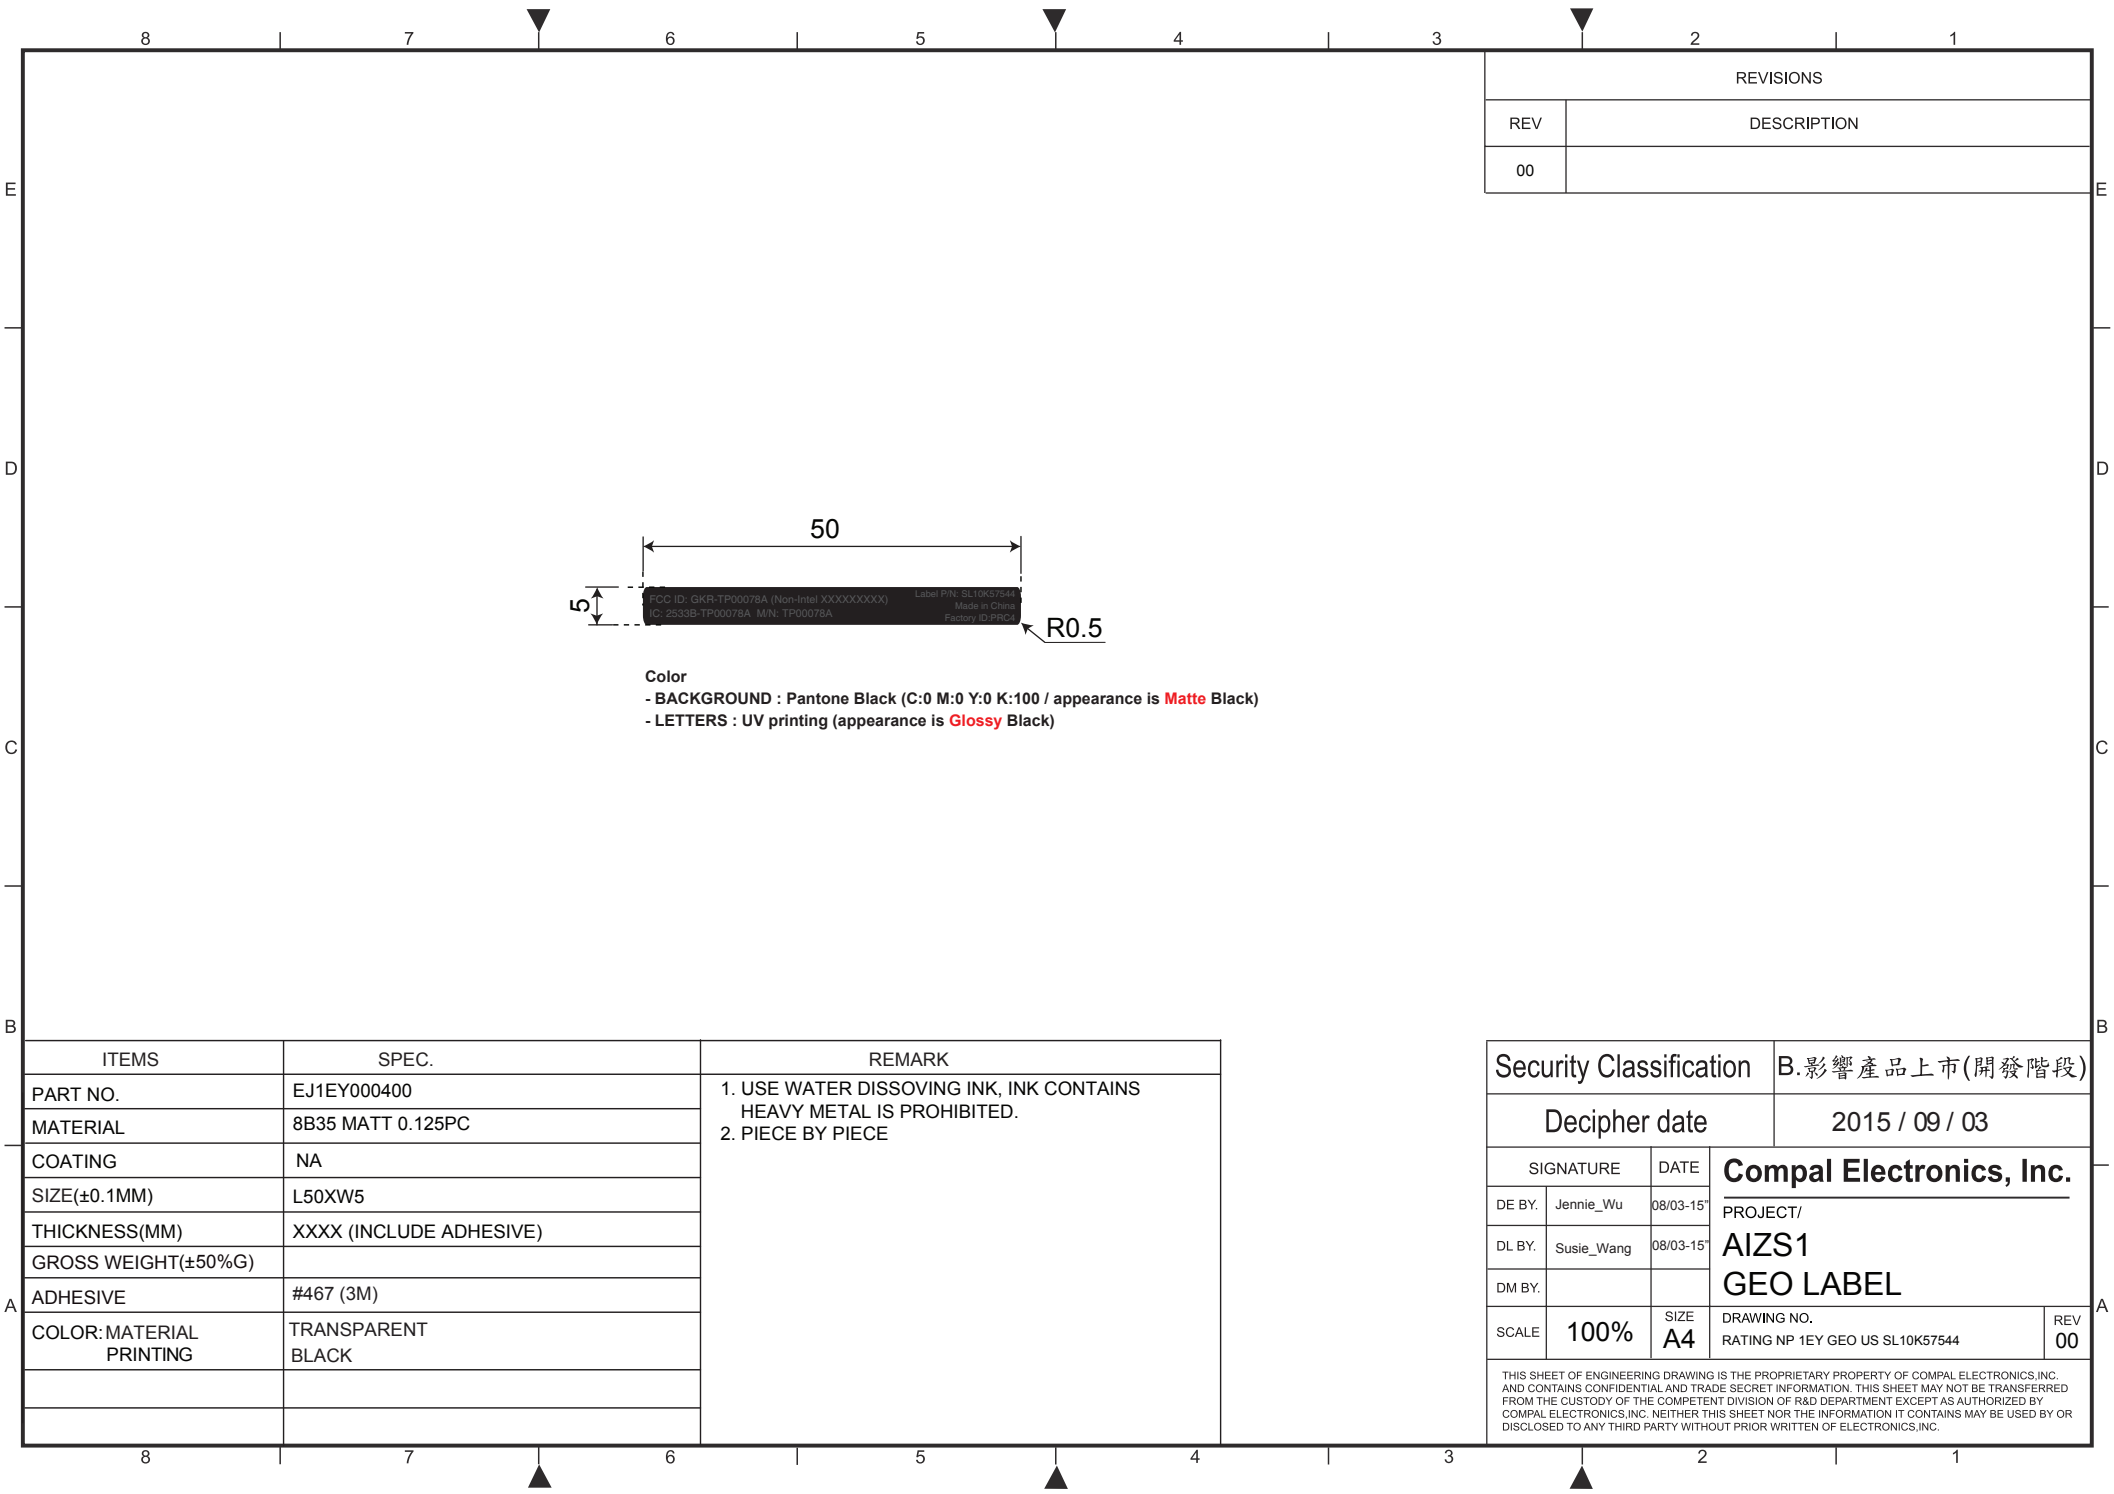 8 7 6 5 4 3 2 1
REVISIONS
REV DESCRIPTION
00
E E
D D
50
5
FCC ID: GKR-TP00078A (Non-Intel XXXXXXXXX) Label P/N: SL10K57544
Made in China
IC: 2533B-TP00078A M/N: TP00078A
Factory ID:PRC4
R0.5
Color
- BACKGROUND : Pantone Black (C:0 M:0 Y:0 K:100 / appearance is Matte Black)
- LETTERS : UV printing (appearance is Glossy Black)
C C
B B
ITEMS SPEC. REMARK
PART NO. EJ1EY000400
MATERIAL 8B35 MATT 0.125PC
COATING NA
SIZE(±0.1MM) L50XW5
THICKNESS(MM) XXXX (INCLUDE ADHESIVE)
GROSS WEIGHT(±50%G)
ADHESIVE #467 (3M)
COLOR: MATERIAL TRANSPARENT
PRINTING BLACK
1. USE WATER DISSOVING INK, INK CONTAINS
HEAVY METAL IS PROHIBITED.
2. PIECE BY PIECE
Security Classification B.影響產品上市(開發階段)
Decipher date 2015 / 09 / 03
SIGNATURE DATE
DE BY. Jennie_Wu 08/03-15"
DL BY. Susie_Wang 08/03-15"
DM BY.
Compal Electronics, Inc.
PROJECT/
AIZS1
GEO LABEL
SCALE 100% SIZE A4
DRAWING NO.
RATING NP 1EY GEO US SL10K57544
REV
00
A A
THIS SHEET OF ENGINEERING DRAWING IS THE PROPRIETARY PROPERTY OF COMPAL ELECTRONICS,INC.
AND CONTAINS CONFIDENTIAL AND TRADE SECRET INFORMATION. THIS SHEET MAY NOT BE TRANSFERRED
FROM THE CUSTODY OF THE COMPETENT DIVISION OF R&D DEPARTMENT EXCEPT AS AUTHORIZED BY
COMPAL ELECTRONICS,INC. NEITHER THIS SHEET NOR THE INFORMATION IT CONTAINS MAY BE USED BY OR
DISCLOSED TO ANY THIRD PARTY WITHOUT PRIOR WRITTEN OF ELECTRONICS,INC.
8 7 6 5 4 3 2 1